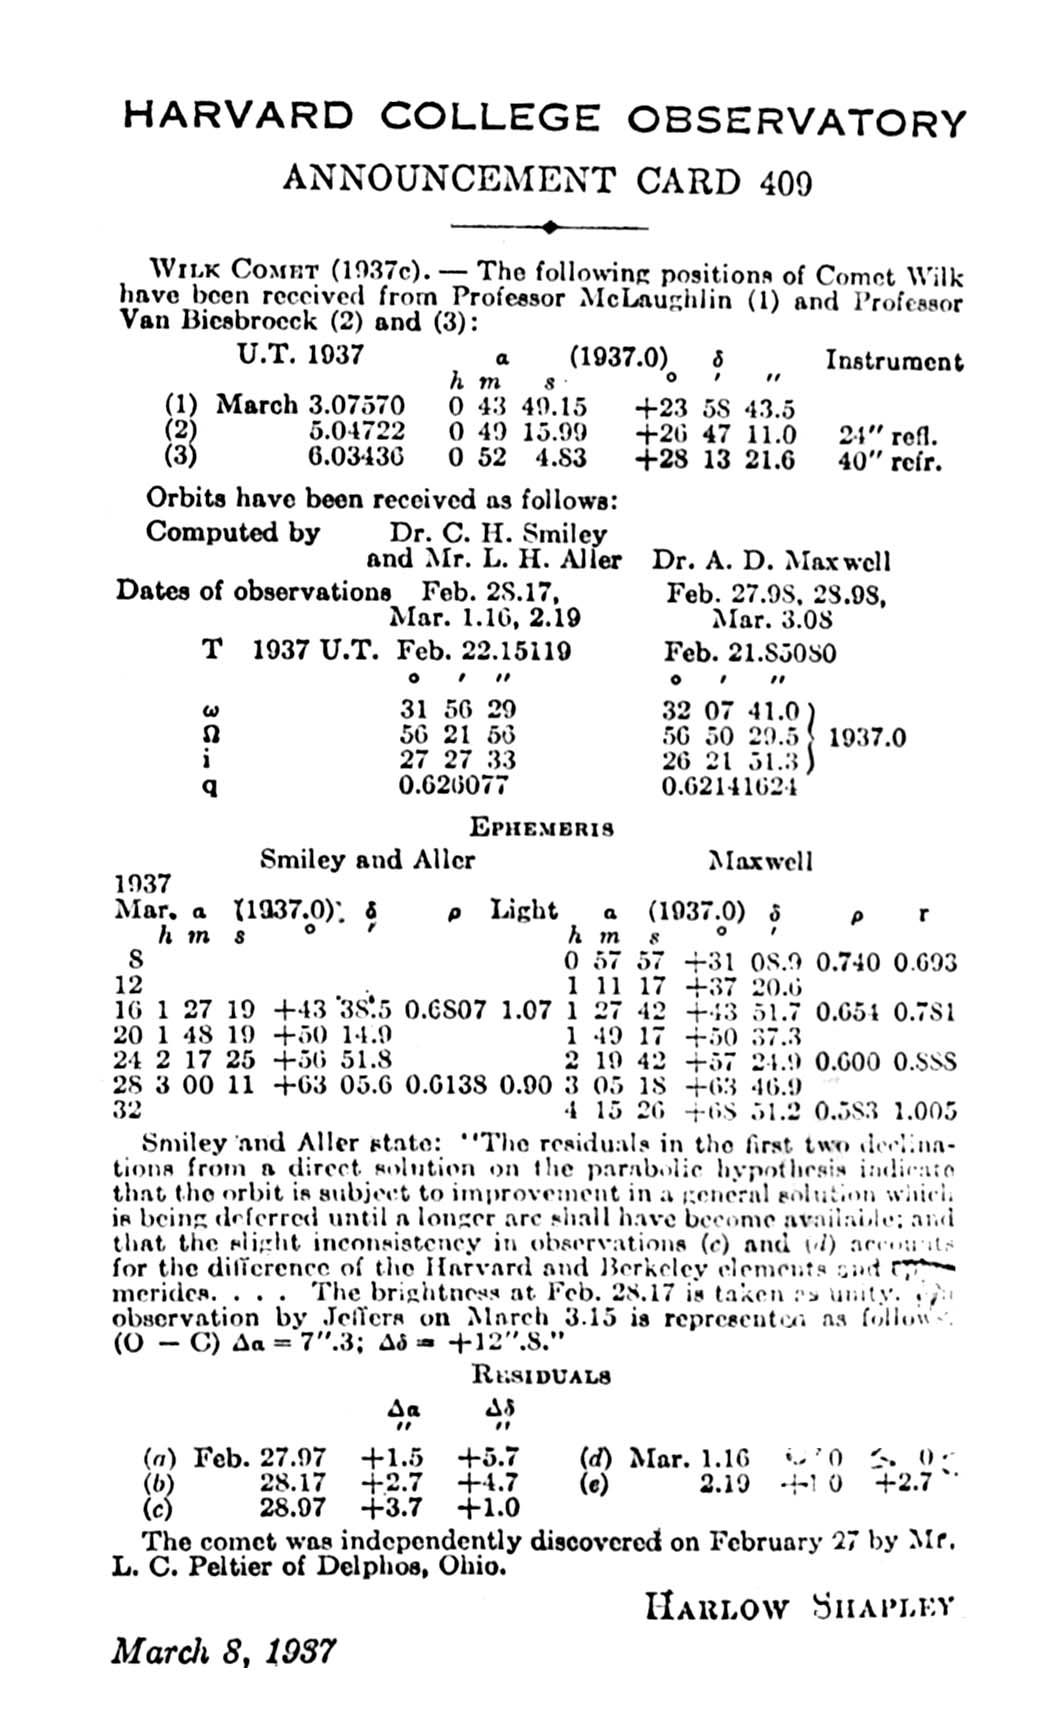 HARVARD COLLEGE OBSERVATORY
ANNOUNCEMENT CARD 409
WILK COMET (1937c). — The following positions of Comet Wilk
have been received from Professor McLaughlin (1) and Professor
Van Biesbroeck (2) and (3):
U.T. 1937 α (1937.0) δ Instrument
h m s ° ′ ″
(1) March 3.07570 0 43 49.15 +23 58 43.5
(2) 5.04722 0 49 15.99 +26 47 11.0 24″ refl.
(3) 6.03436 0 52 4.83 +28 13 21.6 40″ refr.
Orbits have been received as follows:
Computed by Dr. C. H. Smiley
and Mr. L. H. Aller Dr. A. D. Maxwell
Dates of observations Feb. 28.17, Feb. 27.98, 28.98,
Mar. 1.16, 2.19 Mar. 3.08
T 1937 U.T. Feb. 22.15119 Feb. 21.85080
° ′ ″ ° ′ ″
ω 31 56 29 32 07 41.0
Ω 56 21 56 56 50 29.5 } 1937.0
i 27 27 33 26 21 51.3
q 0.626077 0.62141624
EPHEMERIS
Smiley and Aller Maxwell
1937
Mar. α (1937.0) δ ρ Light α (1937.0) δ ρ r
h m s ° ′ h m s ° ′
8 0 57 57 +31 08.9 0.740 0.693
12 1 11 17 +37 20.6
16 1 27 19 +43 38.5 0.6807 1.07 1 27 42 +43 51.7 0.654 0.781
20 1 48 19 +50 14.9 1 49 17 +50 37.3
24 2 17 25 +56 51.8 2 19 42 +57 24.9 0.600 0.888
28 3 00 11 +63 05.6 0.6138 0.90 3 05 18 +63 46.9
32 4 15 26 +68 51.2 0.583 1.005
Smiley and Aller state: "The residuals in the first two declina-
tions from a direct solution on the parabolic hypothesis indicate
that the orbit is subject to improvement in a general solution which
is being deferred until a longer arc shall have become available; and
that the slight inconsistency in observations (c) and (d) accounts
for the difference of the Harvard and Berkeley elements and
merides. . . . The brightness at Feb. 28.17 is taken as unity.
observation by Jeffers on March 3.15 is represented as follows
(O — C) Δα = 7″.3; Δδ = +12″.8."
RESIDUALS
Δα Δδ
″ ″
(a) Feb. 27.97 +1.5 +5.7 (d) Mar. 1.16
(b) 28.17 +2.7 +4.7 (e) 2.19 +1 0 +2.7
(c) 28.97 +3.7 +1.0
The comet was independently discovered on February 27 by Mr.
L. C. Peltier of Delphos, Ohio.
HARLOW SHAPLEY
March 8, 1937